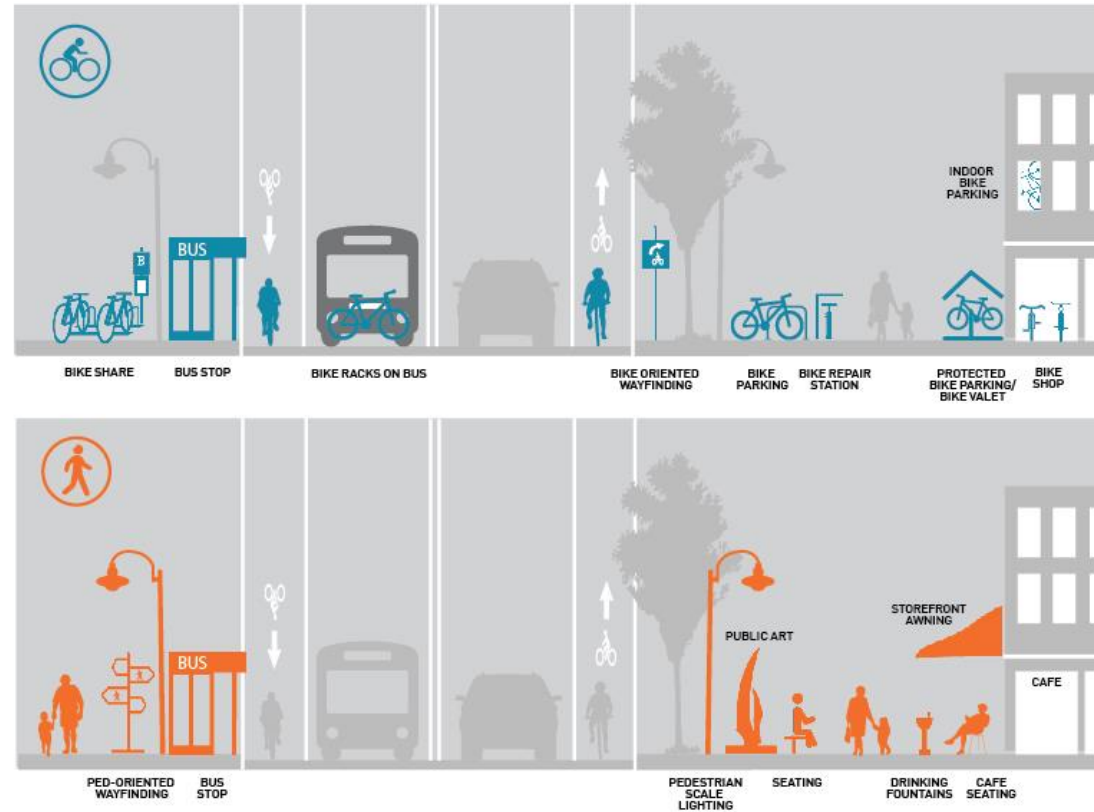 INDOOR
BIKE
PARKING
B
BUS
BIKE SHARE
BUS STOP
BIKE RACKS ON BUS
BIKE ORIENTED
WAYFINDING
BIKE
PARKING
BIKE REPAIR
STATION
PROTECTED
BIKE PARKING/
BIKE VALET
BIKE
SHOP
STOREFRONT
AWNING
PUBLIC ART
BUS
CAFE
PED-ORIENTED
WAYFINDING
BUS
STOP
PEDESTRIAN
SCALE
LIGHTING
SEATING
DRINKING
FOUNTAINS
CAFE
SEATING